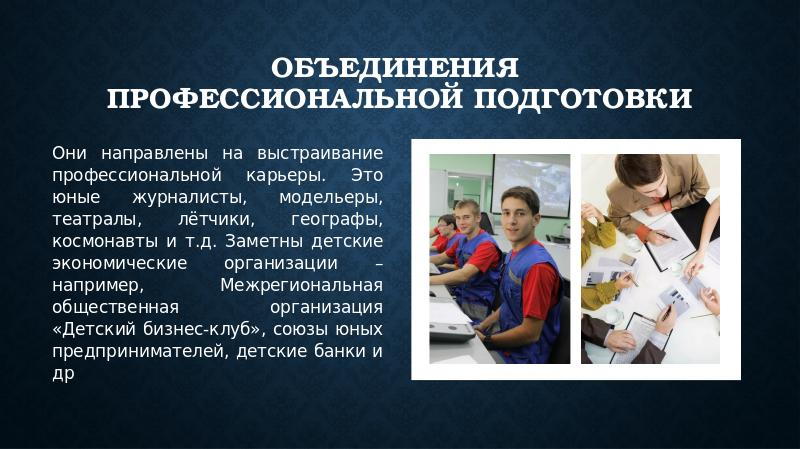 ОБЪЕДИНЕНИЯ
ПРОФЕССИОНАЛЬНОЙ ПОДГОТОВКИ
Они направлены на выстраивание
профессиональной карьеры. Это
юные журналисты, модельеры,
театралы, лётчики, географы,
космонавты и т.д. Заметны детские
экономические организации –
например, Межрегиональная
общественная организация
«Детский бизнес-клуб», союзы юных
предпринимателей, детские банки и
др